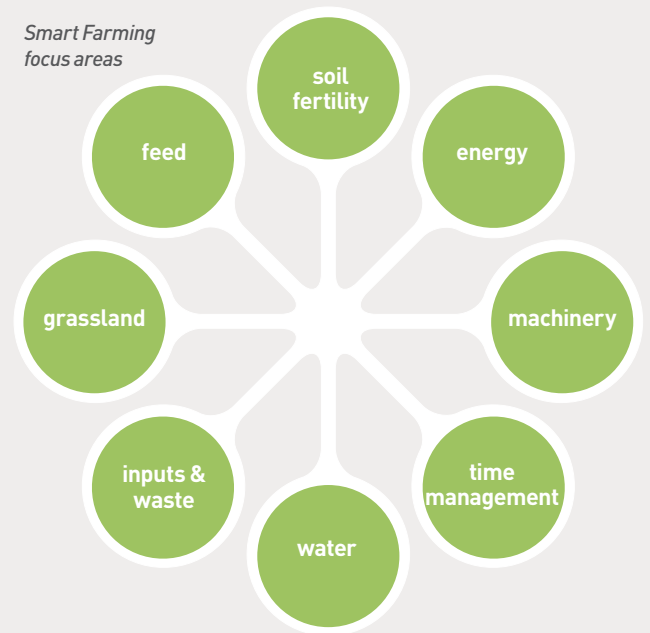 Smart Farming
focus areas
soil
fertility
energy
machinery
time
management
water
inputs &
waste
grassland
feed